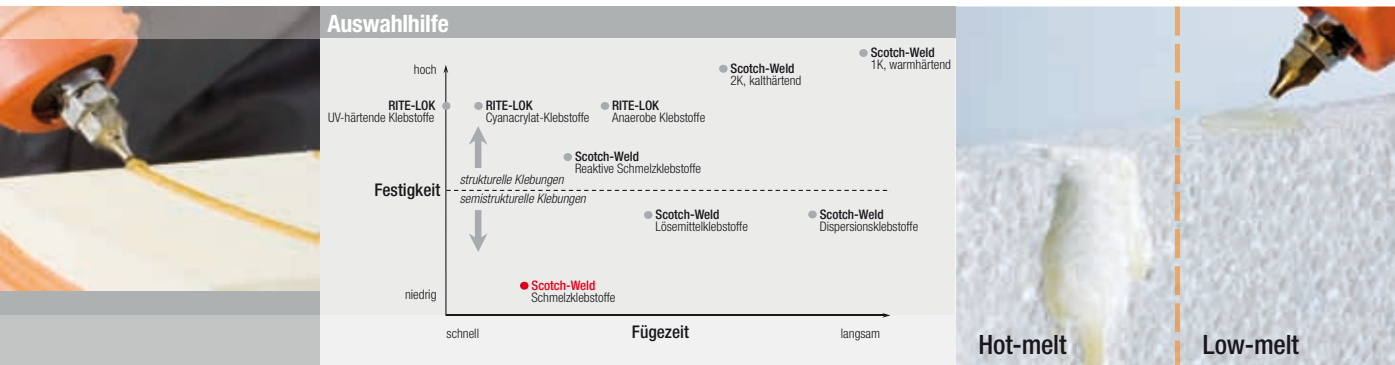 Auswahlhilfe
hoch
Scotch-Weld
1K, warmhärtend
Scotch-Weld
2K, kalthärtend
RITE-LOK
UV-härtende Klebstoffe
RITE-LOK
Cyanacrylat-Klebstoffe
RITE-LOK
Anaerobe Klebstoffe
Scotch-Weld
Reaktive Schmelzklebstoffe
strukturelle Klebungen
Festigkeit
semistrukturelle Klebungen
Scotch-Weld
Lösemittelklebstoffe
Scotch-Weld
Dispersionsklebstoffe
Scotch-Weld
Schmelzklebstoffe
niedrig
schnell
Fügezeit
langsam
Hot-melt
Low-melt